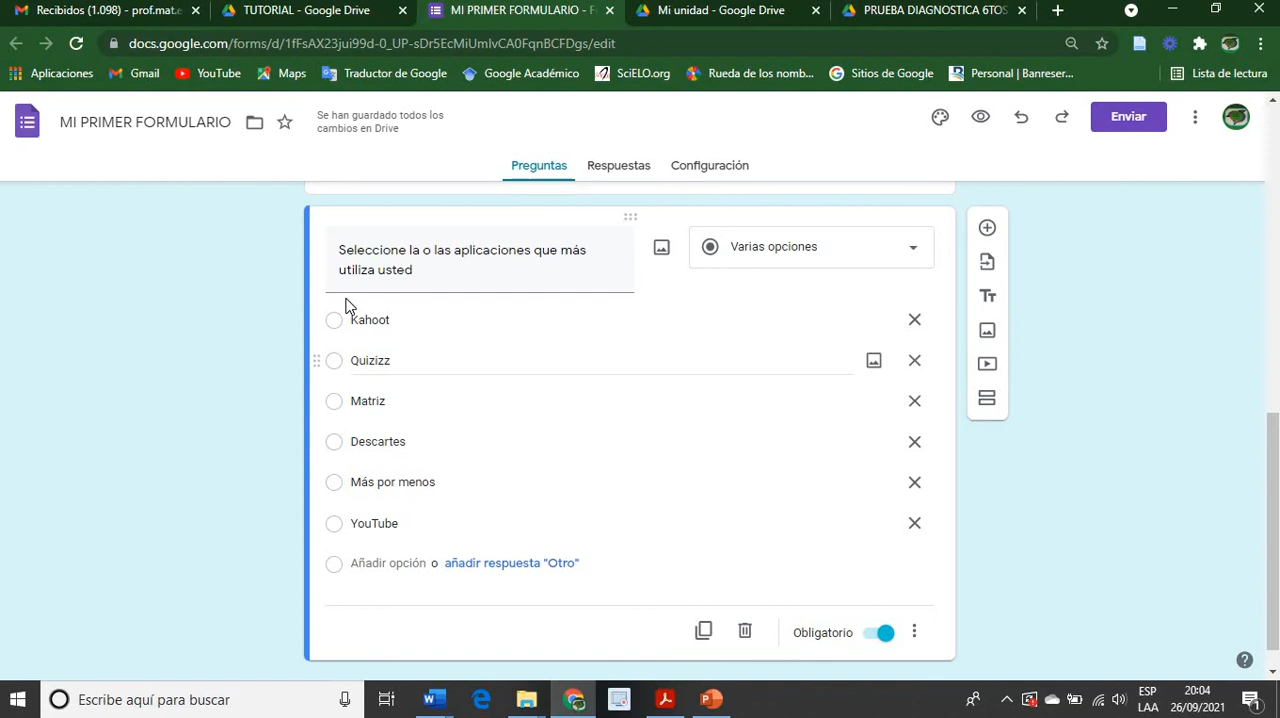 Recibidos (1.098) - prof.mat.e
TUTORIAL - Google Drive
MI PRIMER FORMULARIO - F
Mi unidad - Google Drive
PRUEBA DIAGNOSTICA 6TOS
docs.google.com/forms/d/1fFsAX23jui99d-0_UP-sDr5EcMiUmlvCA0FqnBCFDgs/edit
Aplicaciones
Gmail
YouTube
Maps
Traductor de Google
Google Académico
SciELO.org
Rueda de los nomb...
Sitios de Google
Personal | Banreser...
Lista de lectura
MI PRIMER FORMULARIO
Se han guardado todos los
cambios en Drive
Enviar
Preguntas
Respuestas
Configuración
Seleccione la o las aplicaciones que más
utiliza usted
Varias opciones
Kahoot
Quizizz
Matriz
Descartes
Más por menos
YouTube
Añadir opción o añadir respuesta "Otro"
Obligatorio
Escribe aquí para buscar
ESP
LAA
20:04
26/09/2021